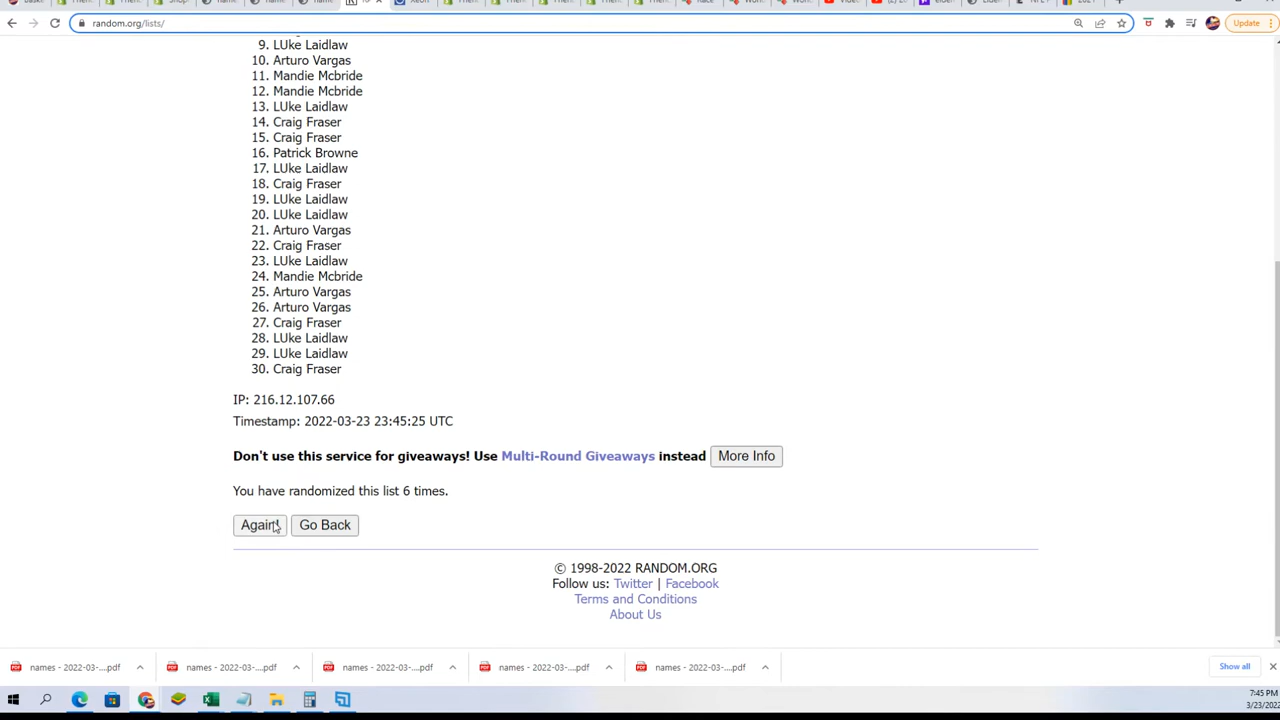 random.org/lists/
Update
9. LUke Laidlaw
10. Arturo Vargas
11. Mandie Mcbride
12. Mandie Mcbride
13. LUke Laidlaw
14. Craig Fraser
15. Craig Fraser
16. Patrick Browne
17. LUke Laidlaw
18. Craig Fraser
19. LUke Laidlaw
20. LUke Laidlaw
21. Arturo Vargas
22. Craig Fraser
23. LUke Laidlaw
24. Mandie Mcbride
25. Arturo Vargas
26. Arturo Vargas
27. Craig Fraser
28. LUke Laidlaw
29. LUke Laidlaw
30. Craig Fraser
IP: 216.12.107.66
Timestamp: 2022-03-23 23:45:25 UTC
Don't use this service for giveaways! Use Multi-Round Giveaways instead More Info
You have randomized this list 6 times.
Again! Go Back
© 1998-2022 RANDOM.ORG
Follow us: Twitter | Facebook
Terms and Conditions
About Us
names - 2022-03-....pdf names - 2022-03-....pdf names - 2022-03-....pdf names - 2022-03-....pdf names - 2022-03-....pdf Show all
7:45 PM
3/23/2022